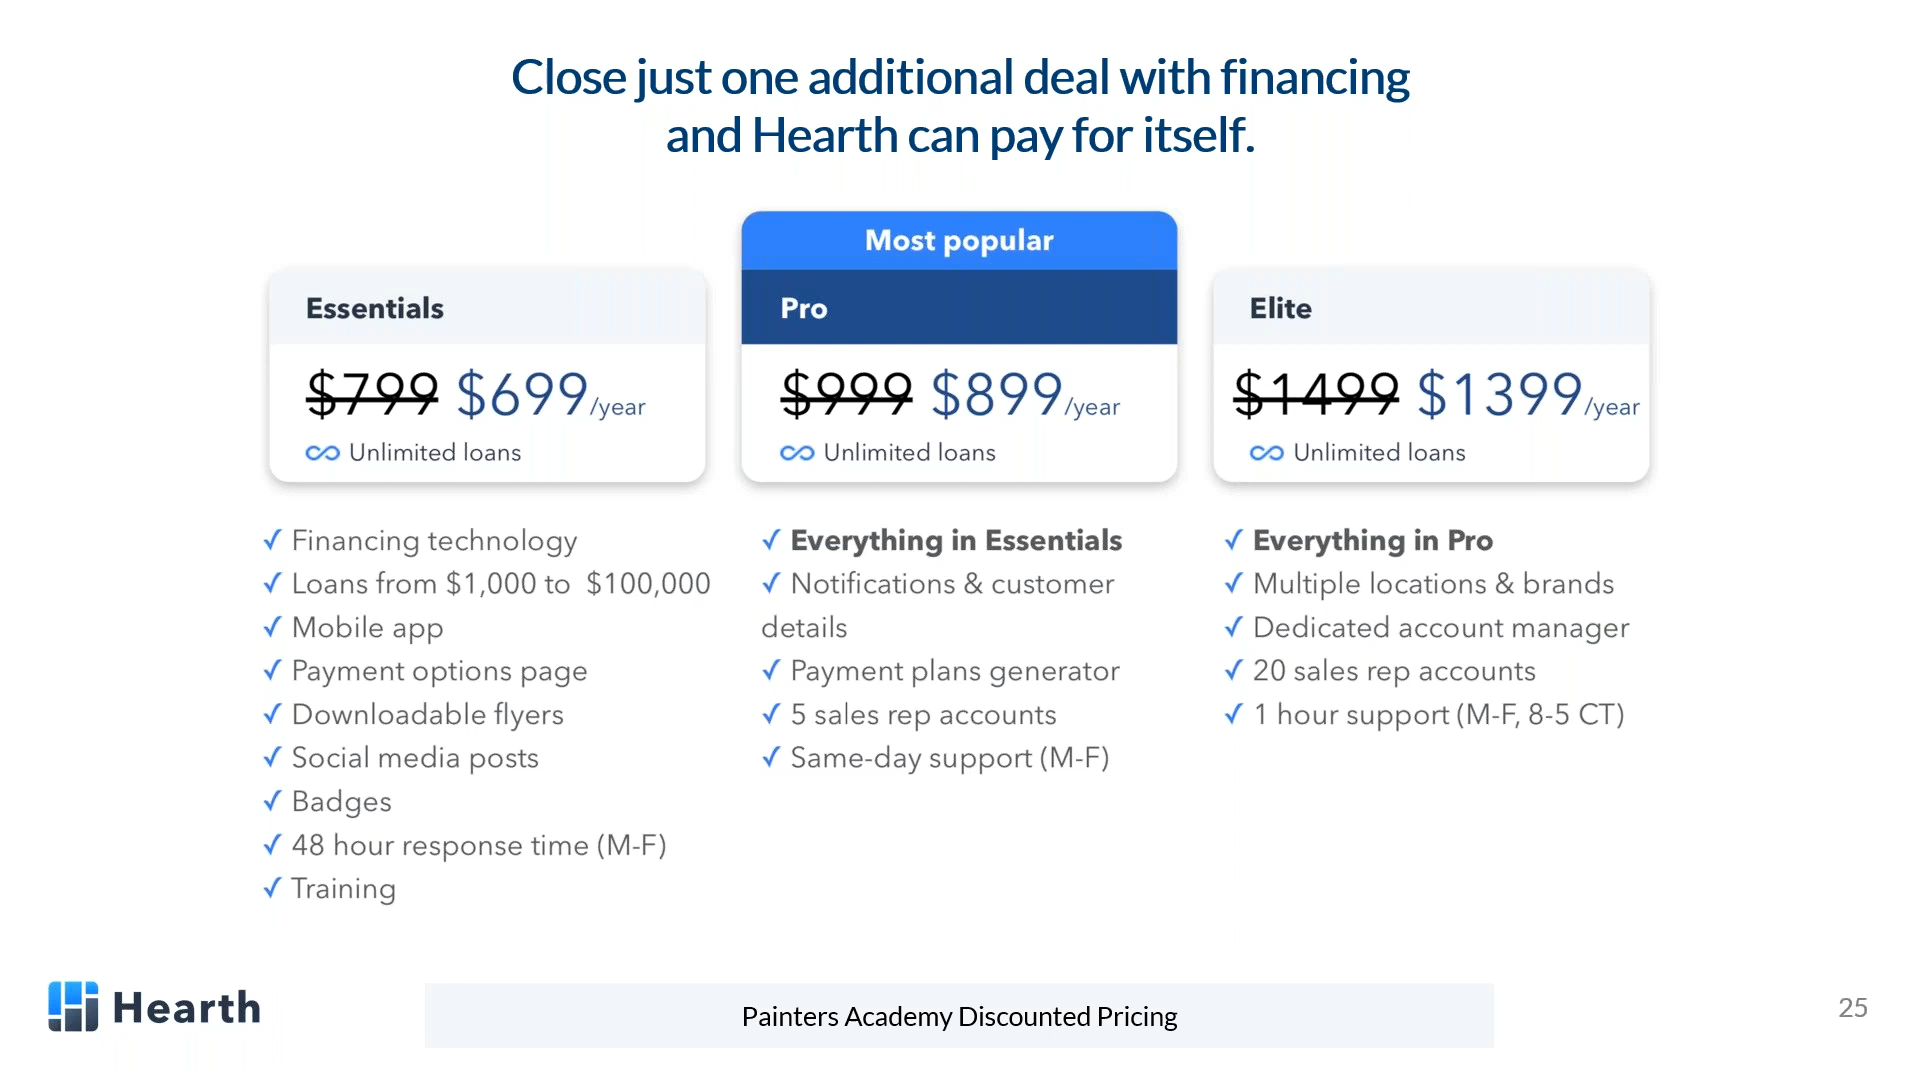 Close just one additional deal with financing
and Hearth can pay for itself.
Most popular
Essentials
$799 $699/year
∞ Unlimited loans
✓ Financing technology
✓ Loans from $1,000 to $100,000
✓ Mobile app
✓ Payment options page
✓ Downloadable flyers
✓ Social media posts
✓ Badges
✓ 48 hour response time (M-F)
✓ Training
Pro
$999 $899/year
∞ Unlimited loans
✓ Everything in Essentials
✓ Notifications & customer
details
✓ Payment plans generator
✓ 5 sales rep accounts
✓ Same-day support (M-F)
Elite
$1499 $1399/year
∞ Unlimited loans
✓ Everything in Pro
✓ Multiple locations & brands
✓ Dedicated account manager
✓ 20 sales rep accounts
✓ 1 hour support (M-F, 8-5 CT)
Hearth
Painters Academy Discounted Pricing
25